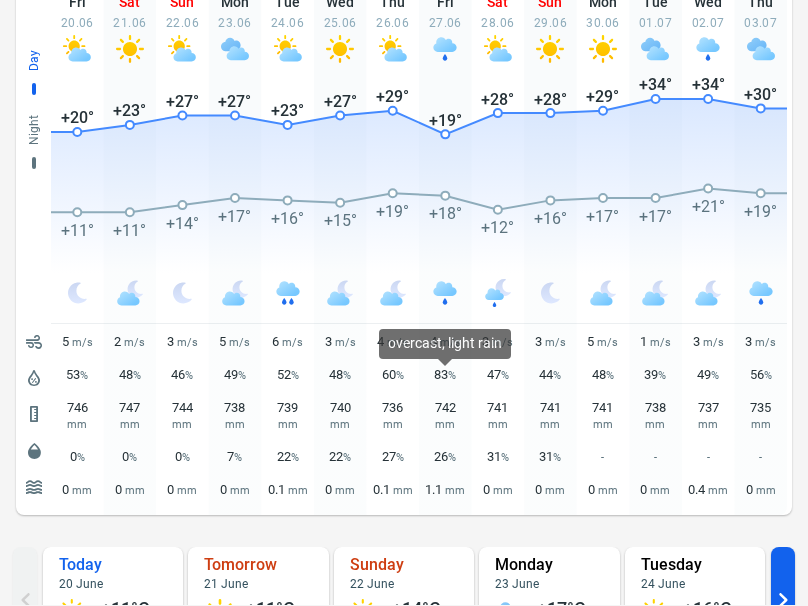 Fri Sat Sun Mon Tue Wed Thu Fri Sat Sun Mon Tue Wed Thu
20.06 21.06 22.06 23.06 24.06 25.06 26.06 27.06 28.06 29.06 30.06 01.07 02.07 03.07
Day
+20° +23° +27° +27° +23° +27° +29° +19° +28° +28° +29° +34° +34° +30°
Night
+11° +11° +14° +17° +16° +15° +19° +18° +12° +16° +17° +17° +21° +19°
overcast, light rain
5 m/s 2 m/s 3 m/s 5 m/s 6 m/s 3 m/s 3 m/s 5 m/s 1 m/s 3 m/s 3 m/s
53% 48% 46% 49% 52% 48% 60% 83% 47% 44% 48% 39% 49% 56%
746 747 744 738 739 740 736 742 741 741 741 738 737 735
mm mm mm mm mm mm mm mm mm mm mm mm mm mm
0% 0% 0% 7% 22% 22% 27% 26% 31% 31% - - - -
0 mm 0 mm 0 mm 0 mm 0.1 mm 0 mm 0.1 mm 1.1 mm 0 mm 0 mm 0 mm 0 mm 0.4 mm 0 mm
Today Tomorrow Sunday Monday Tuesday
20 June 21 June 22 June 23 June 24 June